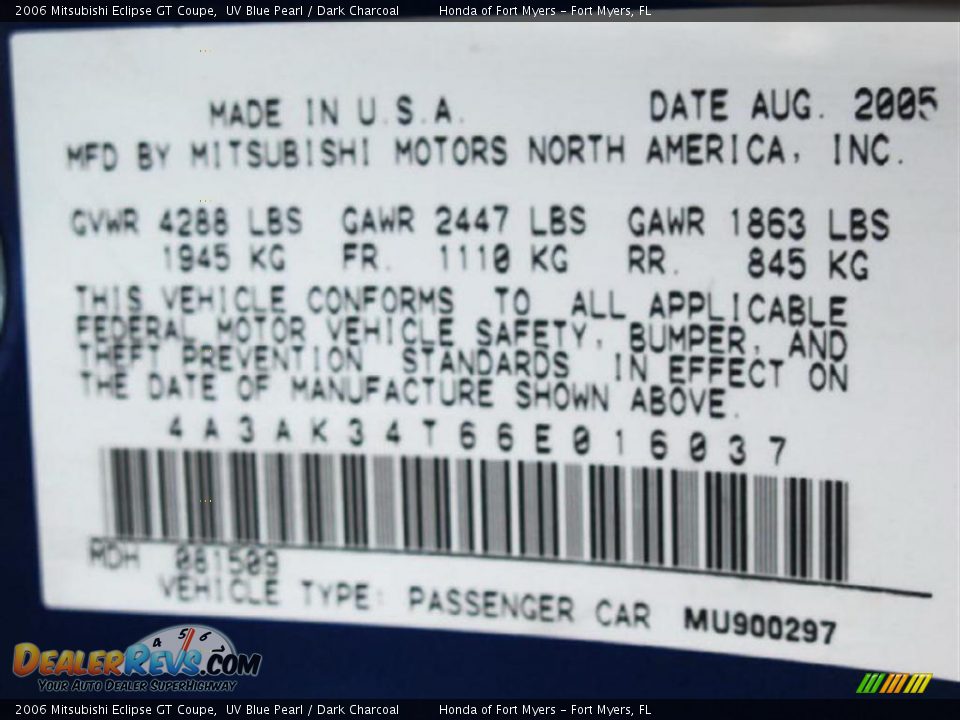 2006 Mitsubishi Eclipse GT Coupe, UV Blue Pearl / Dark Charcoal Honda of Fort Myers - Fort Myers, FL
MADE IN U.S.A. DATE AUG. 2005
MFD BY MITSUBISHI MOTORS NORTH AMERICA, INC.
GVWR 4288 LBS GAWR 2447 LBS GAWR 1863 LBS
1945 KG FR. 1110 KG RR. 845 KG
THIS VEHICLE CONFORMS TO ALL APPLICABLE
FEDERAL MOTOR VEHICLE SAFETY, BUMPER, AND
THEFT PREVENTION STANDARDS IN EFFECT ON
THE DATE OF MANUFACTURE SHOWN ABOVE.
4A3AK34T66E016037
RDH 081509
VEHICLE TYPE: PASSENGER CAR MU900297
4 5 6
DEALERREVS.COM
YOUR AUTO DEALER SUPERHIGHWAY
2006 Mitsubishi Eclipse GT Coupe, UV Blue Pearl / Dark Charcoal Honda of Fort Myers - Fort Myers, FL